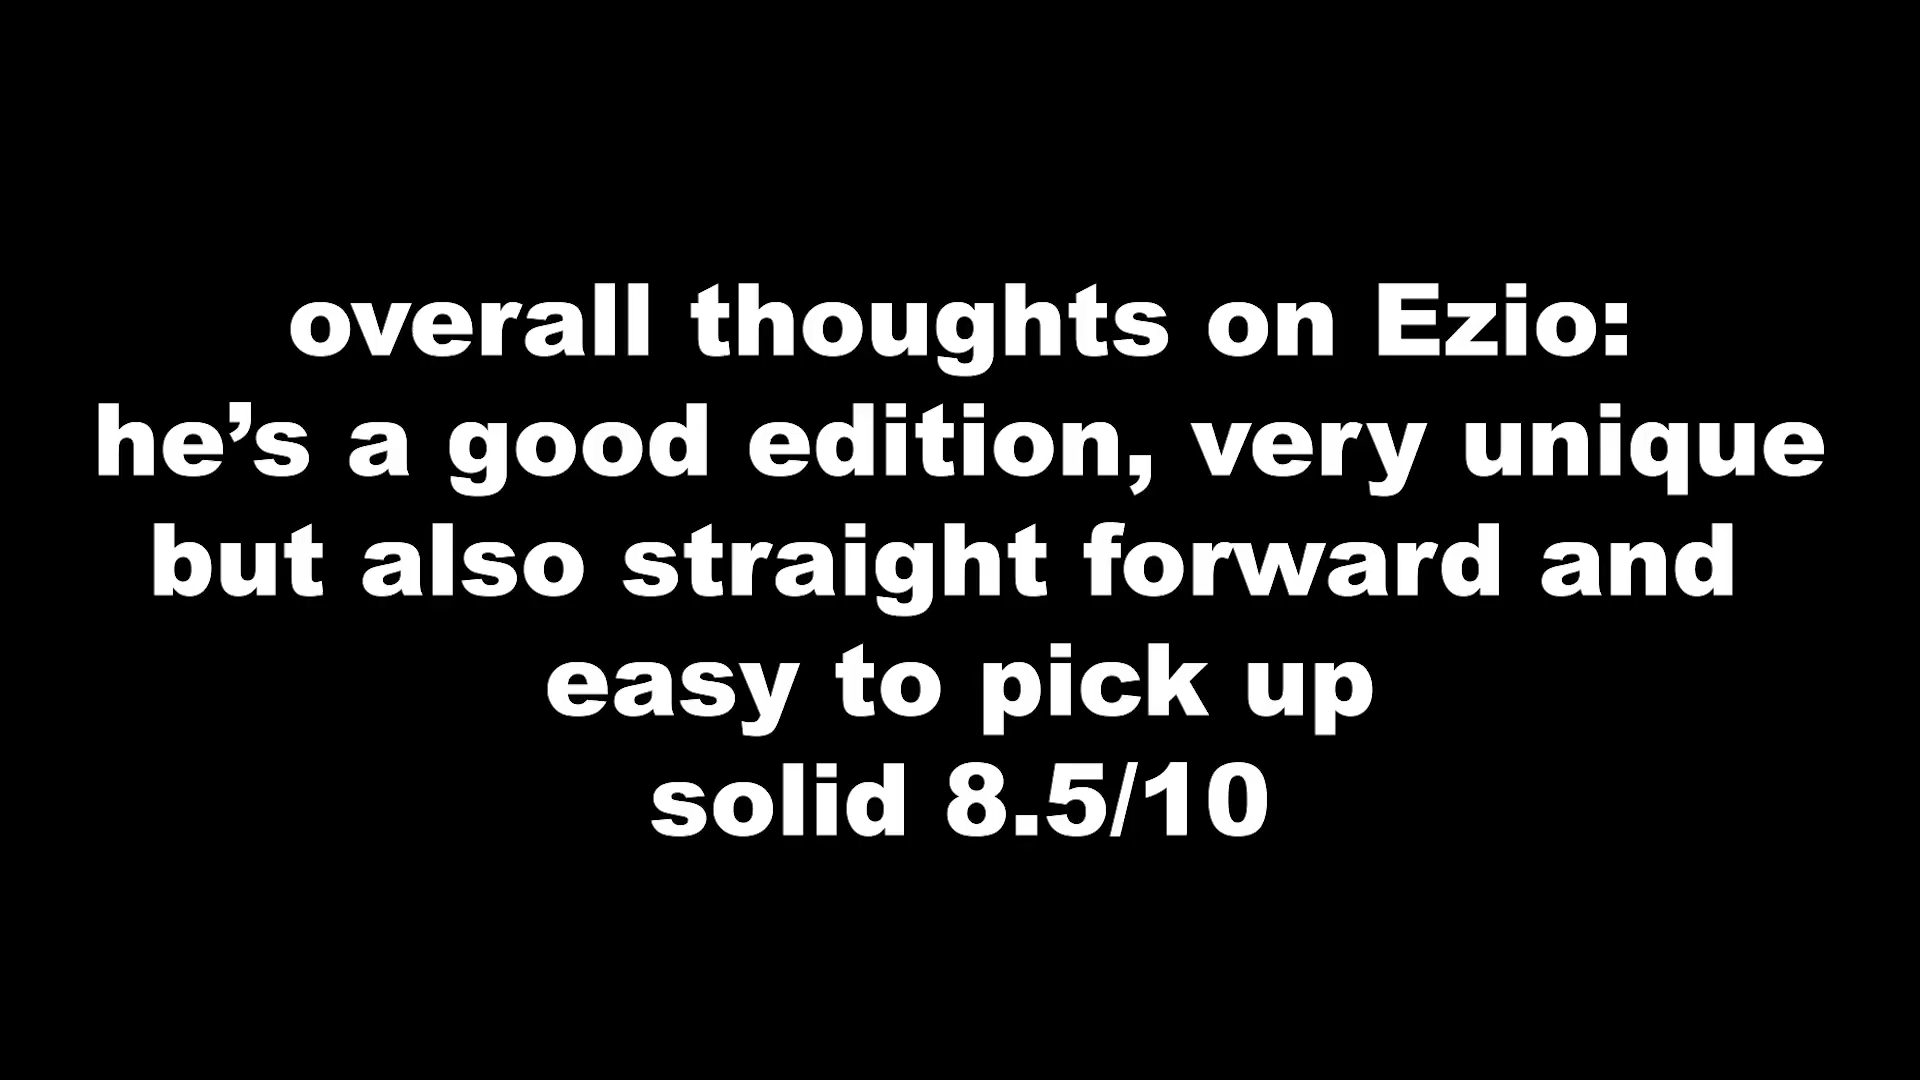 overall thoughts on Ezio:
he’s a good edition, very unique
but also straight forward and
easy to pick up
solid 8.5/10